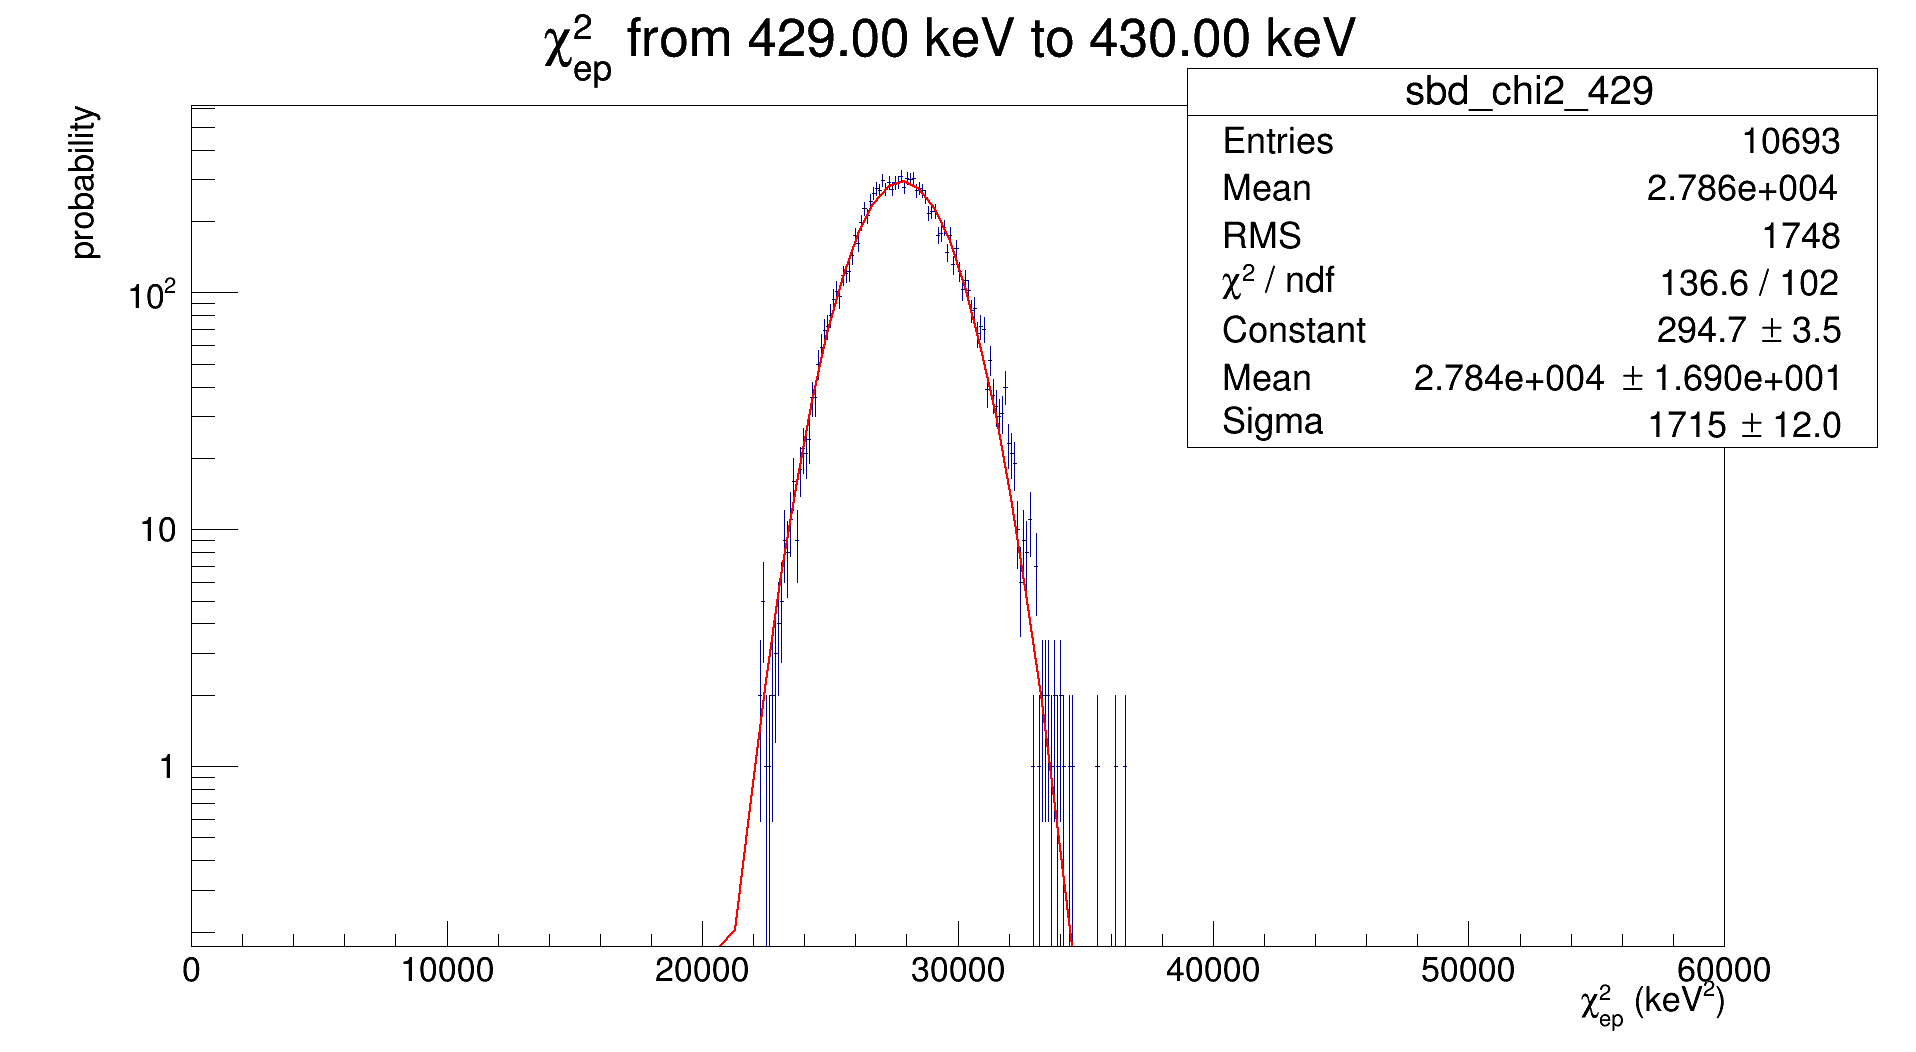 χ²ep from 429.00 keV to 430.00 keV
sbd_chi2_429
Entries 10693
Mean 2.786e+004
RMS 1748
χ² / ndf 136.6 / 102
Constant 294.7 ± 3.5
Mean 2.784e+004 ± 1.690e+001
Sigma 1715 ± 12.0
probability
10²
10
1
0 10000 20000 30000 40000 50000 60000
χ²ep (keV²)